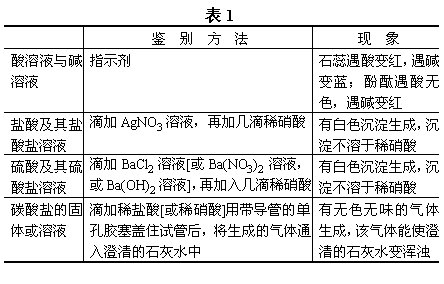 表1
鉴 别 方 法
现 象
酸溶液与碱
溶液
指示剂
石蕊遇酸变红，遇碱
变蓝；酚酞遇酸无
色，遇碱变红
盐酸及其盐
酸盐溶液
滴加 AgNO3 溶液，再加几滴稀硝酸
有白色沉淀生成，沉
淀不溶于稀硝酸
硫酸及其硫
酸盐溶液
滴加 BaCl2 溶液[或 Ba(NO3)2 溶液，
或 Ba(OH)2 溶液]，再加入几滴稀硝酸
有白色沉淀生成，沉
淀不溶于稀硝酸
碳酸盐的固
体或溶液
滴加稀盐酸[或稀硝酸]用带导管的单
孔胶塞盖住试管后，将生成的气体通
入澄清的石灰水中
有无色无味的气体
生成，该气体能使澄
清的石灰水变浑浊